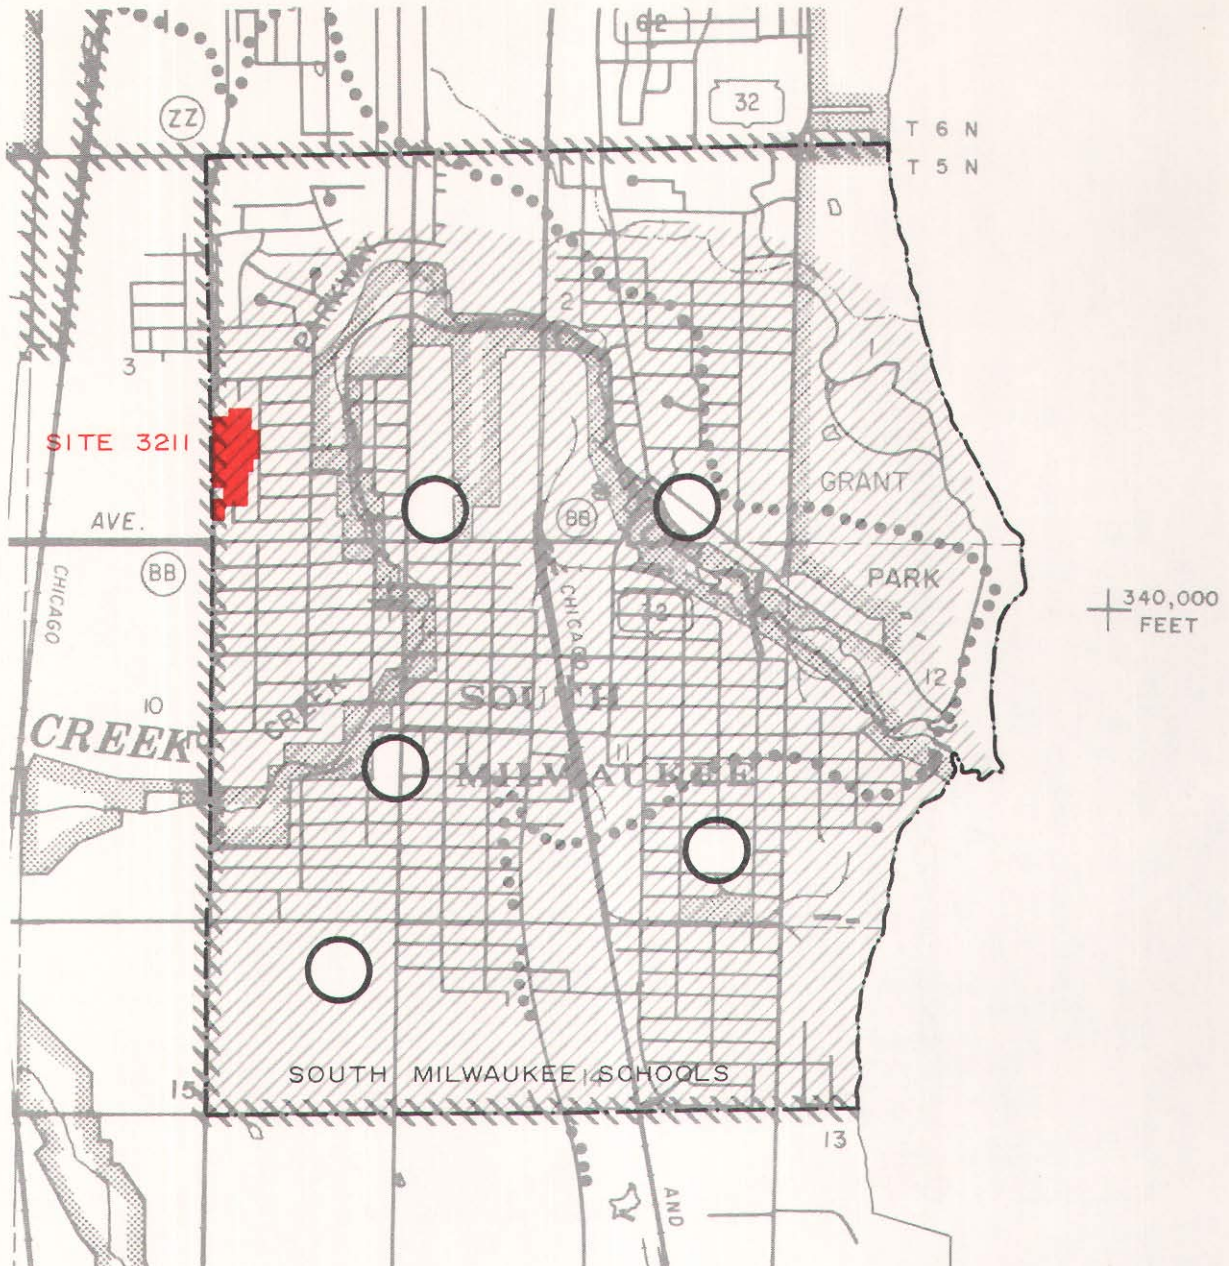 62
32
ZZ
T 6 N
T 5 N
PARKWAY
2
1
3
SITE 3211
GRANT
AVE.
BB
BB
PARK
CHICAGO
CHICAGO
32
340,000
FEET
12
10
CREEK
CREEK
SOUTH
11
MILWAUKEE
SOUTH MILWAUKEE SCHOOLS
14
15
13
AND